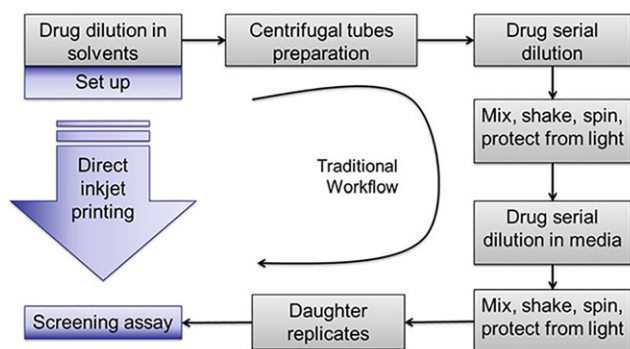 Drug dilution in
solvents
Set up
Centrifugal tubes
preparation
Drug serial
dilution
Mix, shake, spin,
protect from light
Direct
inkjet
printing
Traditional
Workflow
Drug serial
dilution in media
Screening assay
Daughter
replicates
Mix, shake, spin,
protect from light